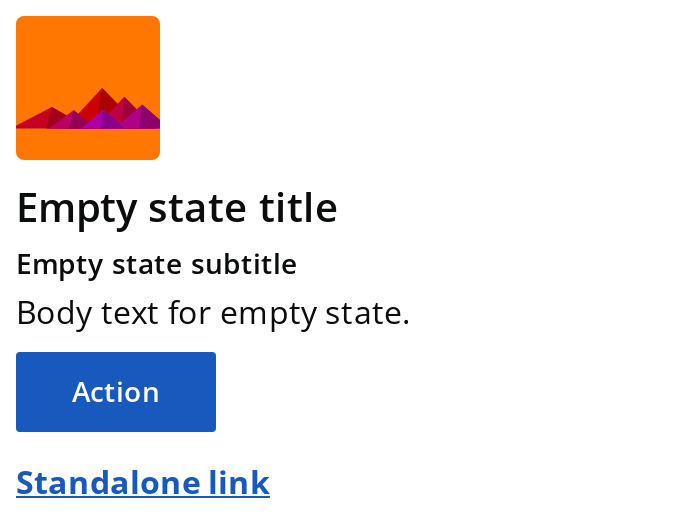 Empty state title
Empty state subtitle
Body text for empty state.
Action
Standalone link